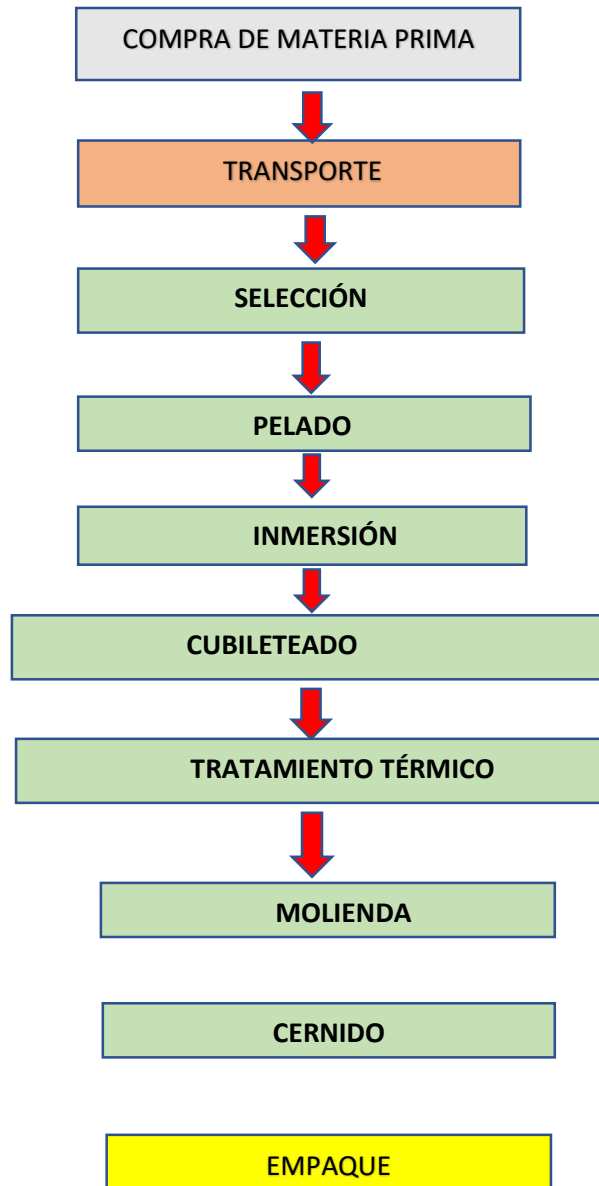 COMPRA DE MATERIA PRIMA
TRANSPORTE
SELECCIÓN
PELADO
INMERSIÓN
CUBILETEADO
TRATAMIENTO TÉRMICO
MOLIENDA
CERNIDO
EMPAQUE